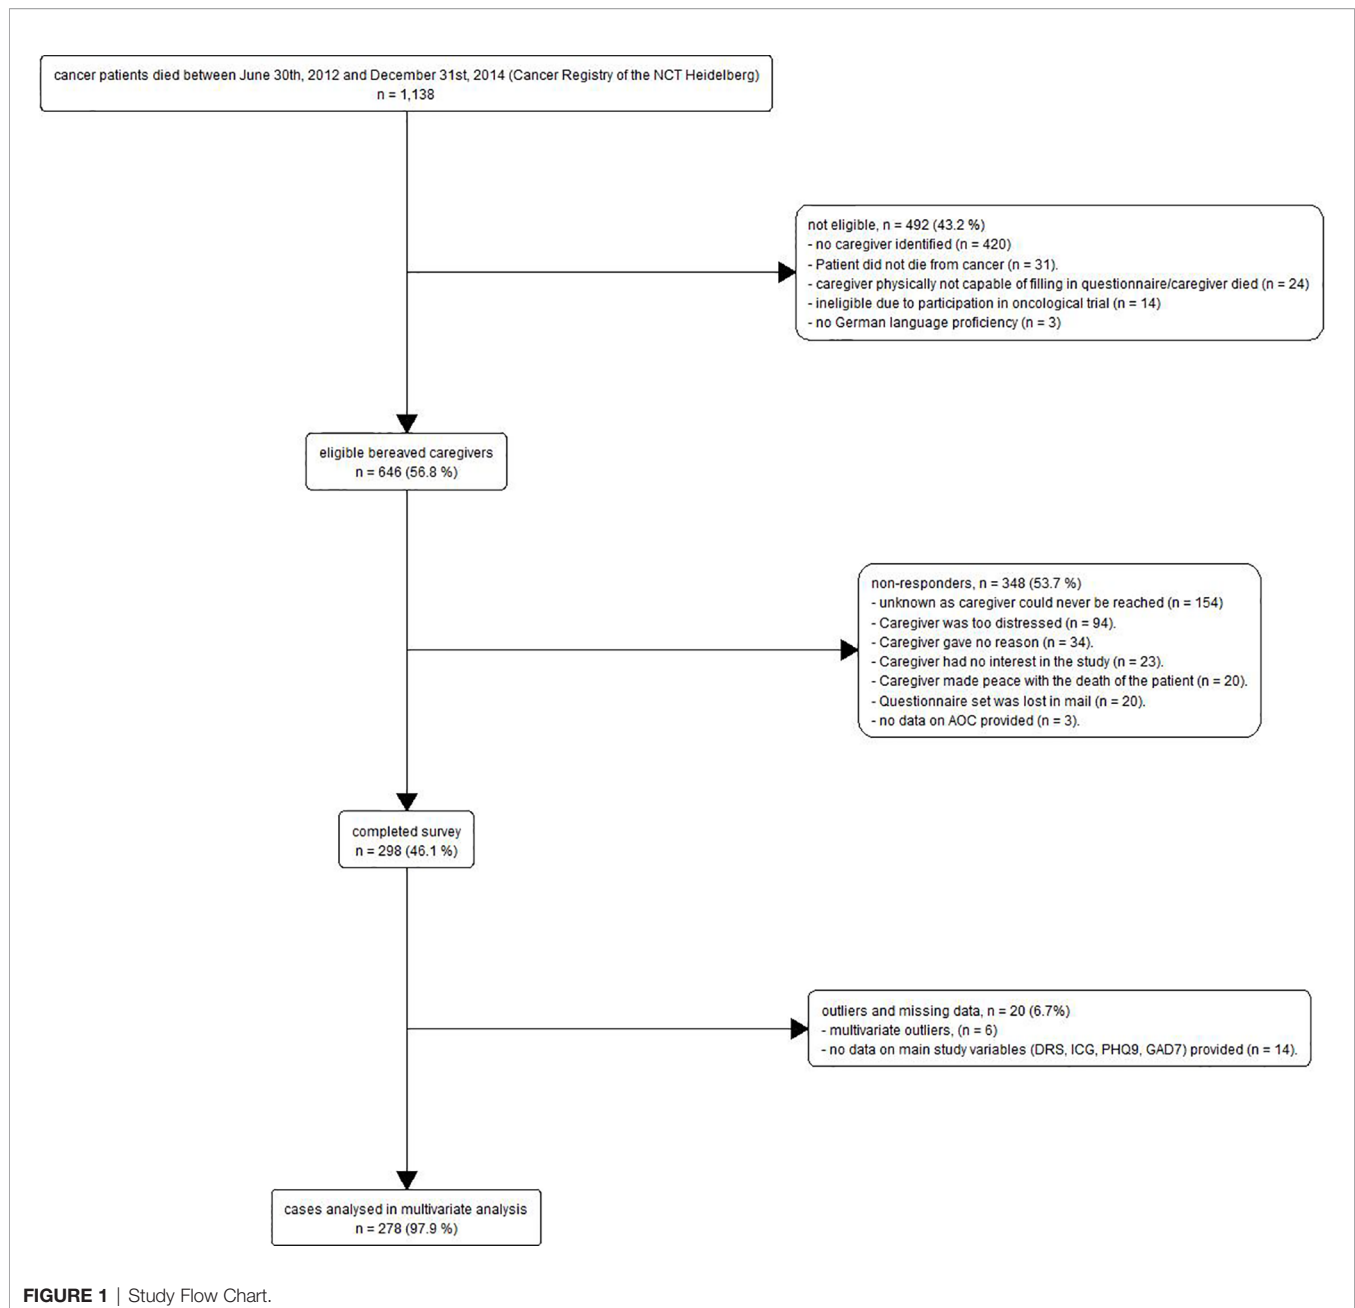 cancer patients died between June 30th, 2012 and December 31st, 2014 (Cancer Registry of the NCT Heidelberg)
n = 1,138
not eligible, n = 492 (43.2 %)
- no caregiver identified (n = 420)
- Patient did not die from cancer (n = 31).
- caregiver physically not capable of filling in questionnaire/caregiver died (n = 24)
- ineligible due to participation in oncological trial (n = 14)
- no German language proficiency (n = 3)
eligible bereaved caregivers
n = 646 (56.8 %)
non-responders, n = 348 (53.7 %)
- unknown as caregiver could never be reached (n = 154)
- Caregiver was too distressed (n = 94).
- Caregiver gave no reason (n = 34).
- Caregiver had no interest in the study (n = 23).
- Caregiver made peace with the death of the patient (n = 20).
- Questionnaire set was lost in mail (n = 20).
- no data on AOC provided (n = 3).
completed survey
n = 298 (46.1 %)
outliers and missing data, n = 20 (6.7%)
- multivariate outliers, (n = 6)
- no data on main study variables (DRS, ICG, PHQ9, GAD7) provided (n = 14).
cases analysed in multivariate analysis
n = 278 (97.9 %)
FIGURE 1 | Study Flow Chart.